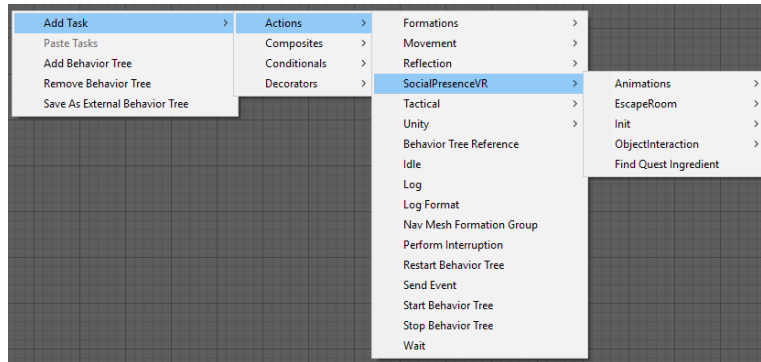 Add Task
Paste Tasks
Add Behavior Tree
Remove Behavior Tree
Save As External Behavior Tree
Actions
Composites
Conditionals
Decorators
Formations
Movement
Reflection
SocialPresenceVR
Tactical
Unity
Behavior Tree Reference
Idle
Log
Log Format
Nav Mesh Formation Group
Perform Interruption
Restart Behavior Tree
Send Event
Start Behavior Tree
Stop Behavior Tree
Wait
Animations
EscapeRoom
Init
ObjectInteraction
Find Quest Ingredient